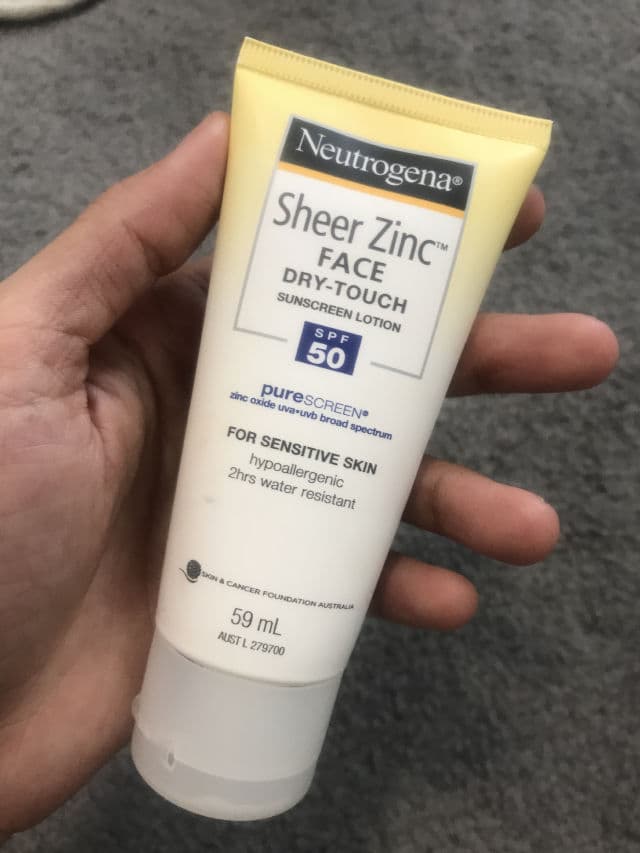 Neutrogena®
Sheer Zinc™
FACE
DRY-TOUCH
SUNSCREEN LOTION
SPF
50
pureSCREEN®
zinc oxide uva•uvb broad spectrum
FOR SENSITIVE SKIN
hypoallergenic
2hrs water resistant
SKIN & CANCER FOUNDATION AUSTRALIA
59 mL
AUST L 279700